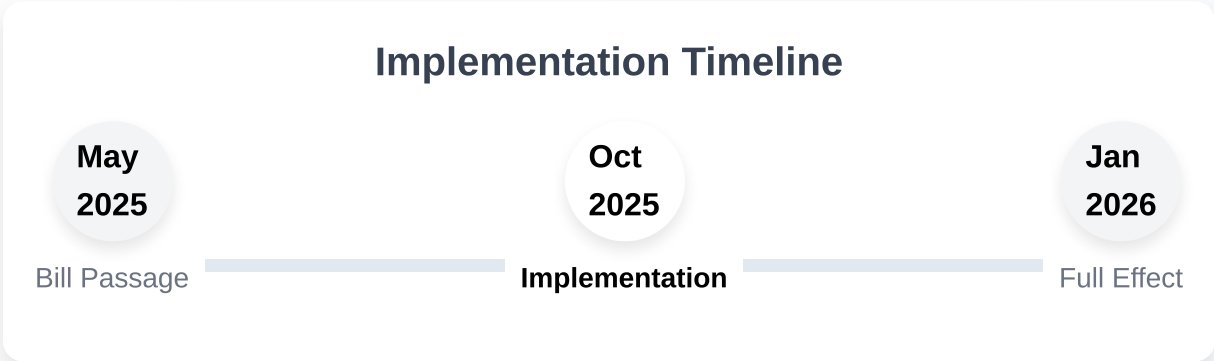 Implementation Timeline
May
2025
Bill Passage
Oct
2025
Implementation
Jan
2026
Full Effect